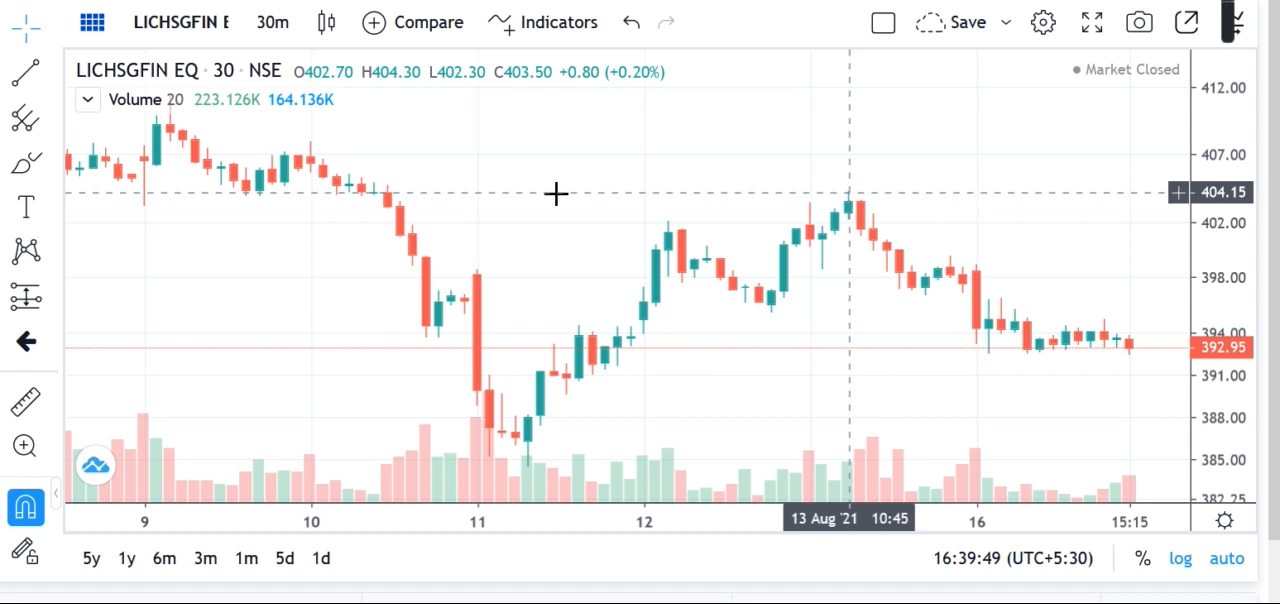 LICHSGFIN E 30m Compare Indicators Save
LICHSGFIN EQ · 30 · NSE O402.70 H404.30 L402.30 C403.50 +0.80 (+0.20%) Market Closed
Volume 20 223.126K 164.136K
412.00
407.00
404.15
402.00
398.00
394.00
392.95
391.00
388.00
385.00
382.25
9 10 11 12 13 Aug '21 10:45 16 15:15
5y 1y 6m 3m 1m 5d 1d 16:39:49 (UTC+5:30) % log auto